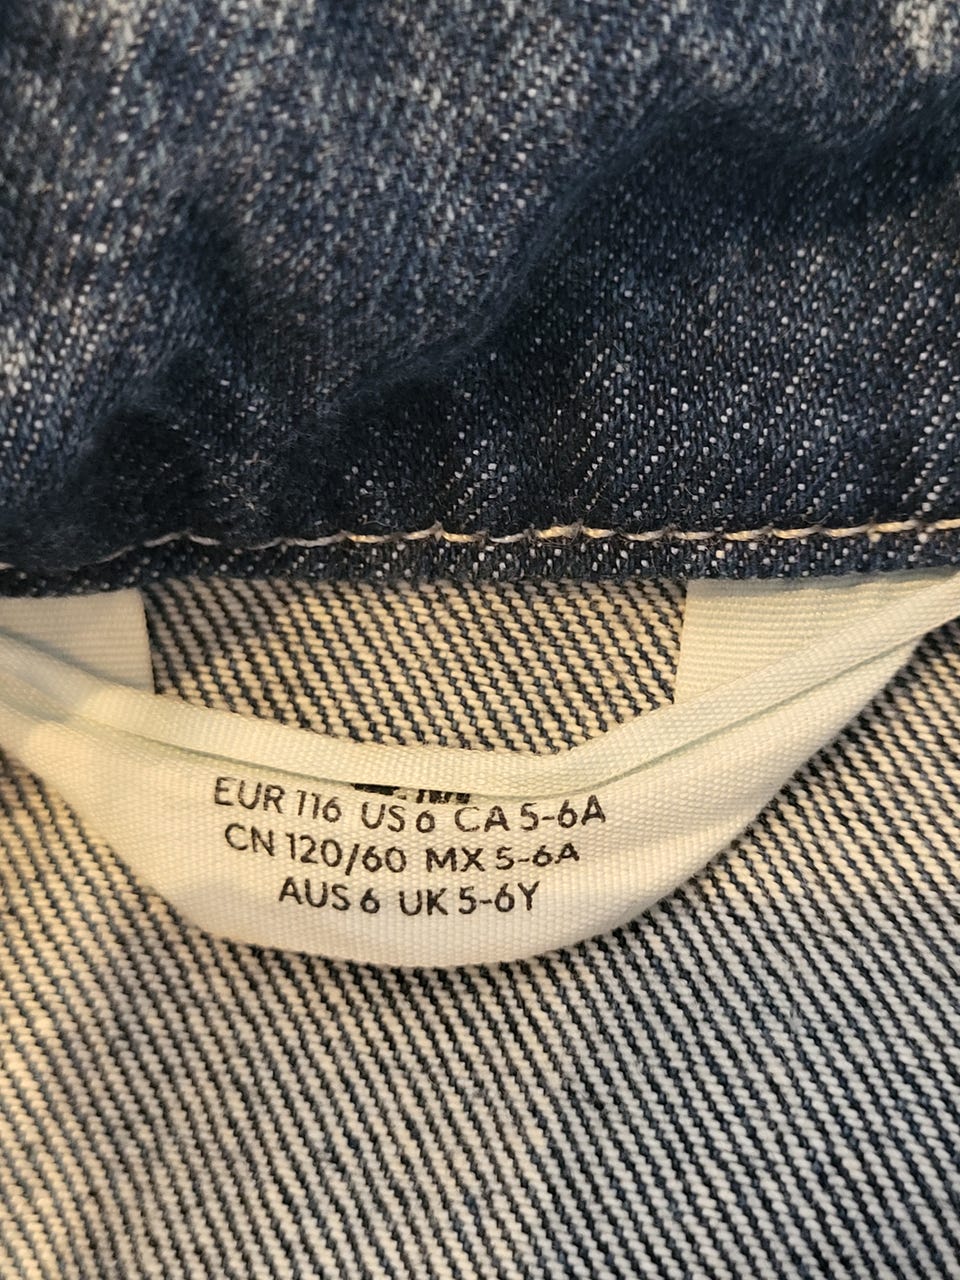 EUR 116 US 6 CA 5-6A
CN 120/60 MX 5-6A
AUS 6 UK 5-6Y